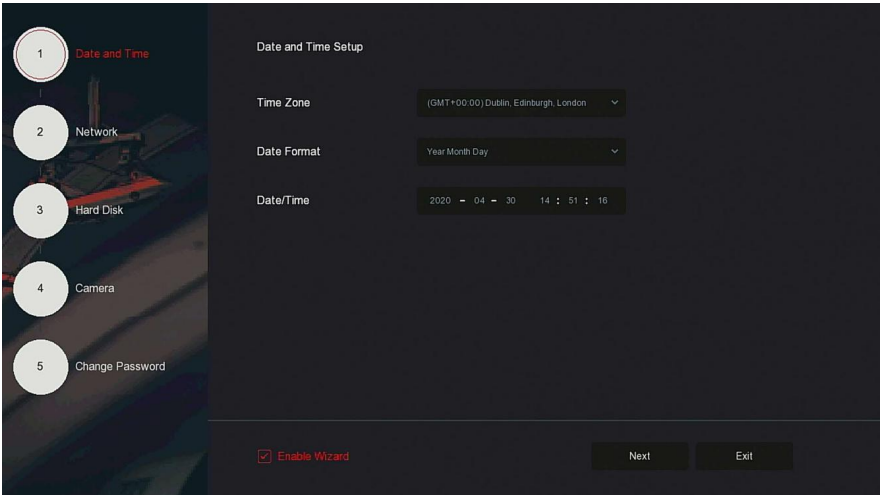 1 Date and Time
2 Network
3 Hard Disk
4 Camera
5 Change Password
Date and Time Setup
Time Zone (GMT+00:00) Dublin, Edinburgh, London
Date Format Year Month Day
Date/Time 2020 - 04 - 30 14 : 51 : 16
Enable Wizard Next Exit